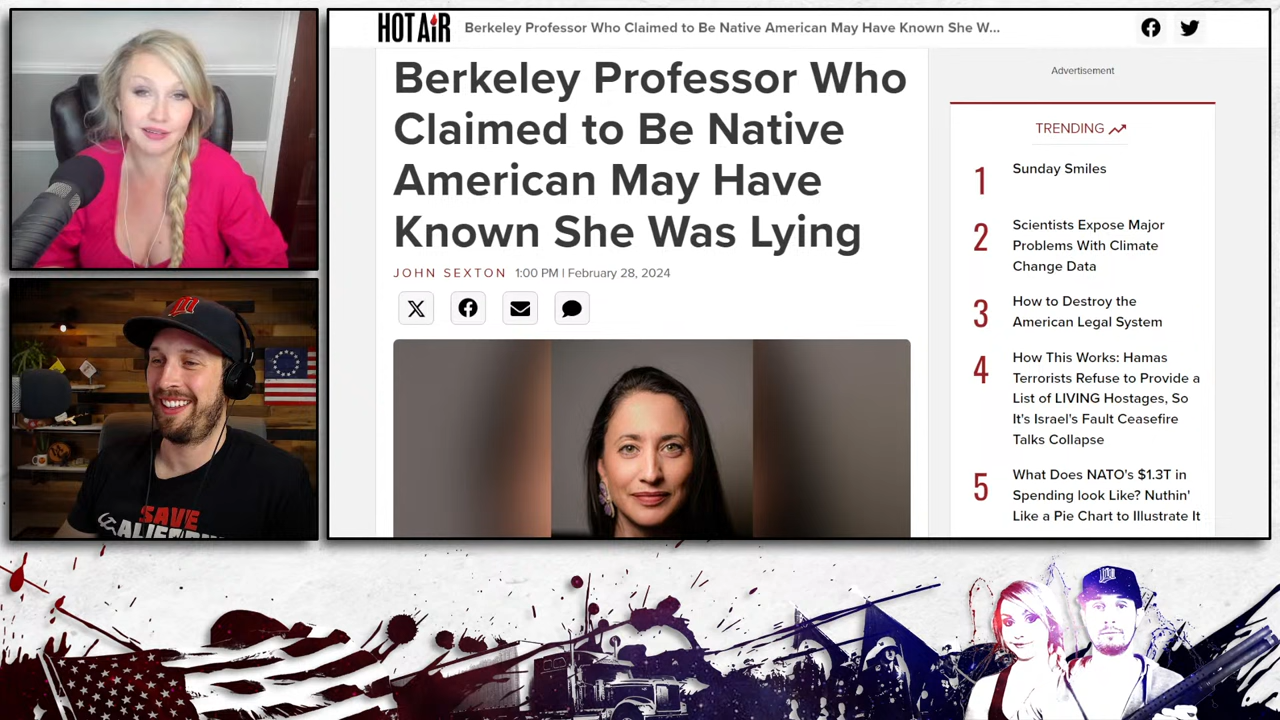 HOT AIR
Berkeley Professor Who Claimed to Be Native American May Have Known She W...
Berkeley Professor Who
Claimed to Be Native
American May Have
Known She Was Lying
JOHN SEXTON 1:00 PM | February 28, 2024
Advertisement
TRENDING
1
Sunday Smiles
2
Scientists Expose Major
Problems With Climate
Change Data
3
How to Destroy the
American Legal System
4
How This Works: Hamas
Terrorists Refuse to Provide a
List of LIVING Hostages, So
It's Israel's Fault Ceasefire
Talks Collapse
5
What Does NATO's $1.3T in
Spending look Like? Nuthin'
Like a Pie Chart to Illustrate It
SAVE